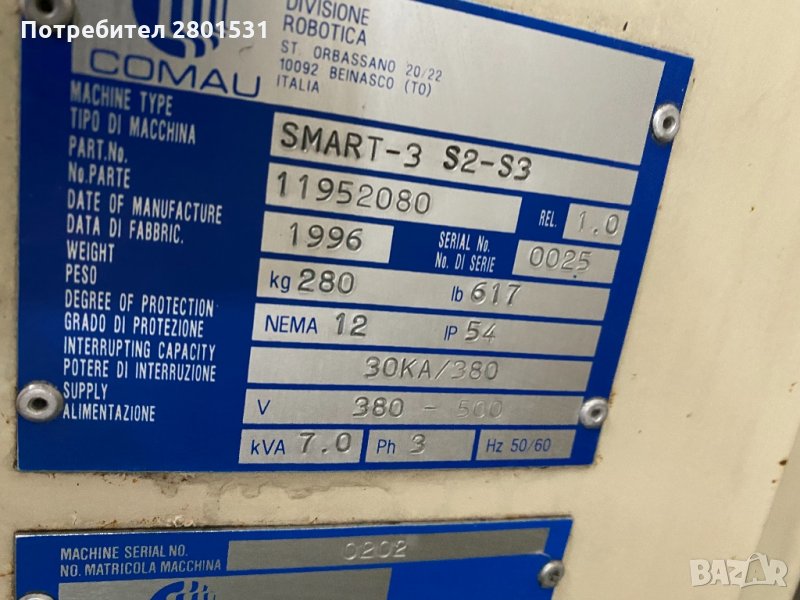 Потребител 2801531
DIVISIONE
ROBOTICA
ST. ORBASSANO 20/22
10092 BEINASCO (TO)
ITALIA
COMAU
MACHINE TYPE
TIPO DI MACCHINA
SMART-3 S2-S3
PART.No.
No.PARTE
11952080
REL. 1.0
DATE OF MANUFACTURE
DATA DI FABBRIC.
1996
SERIAL No.
No. DI SERIE
0025
WEIGHT
PESO
kg 280
lb 617
DEGREE OF PROTECTION
GRADO DI PROTEZIONE
NEMA 12
IP 54
INTERRUPTING CAPACITY
POTERE DI INTERRUZIONE
30KA/380
SUPPLY
ALIMENTAZIONE
V 380 - 500
kVA 7.0
Ph 3
Hz 50/60
MACHINE SERIAL NO.
NO. MATRICOLA MACCHINA
0202
BAZAR